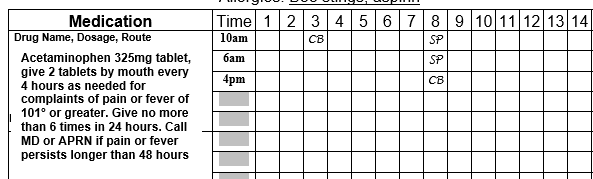 Allergies: Bee stings, aspirin
Medication Time 1 2 3 4 5 6 7 8 9 10 11 12 13 14
Drug Name, Dosage, Route 10am CB SP
6am SP
4pm CB
Acetaminophen 325mg tablet,
give 2 tablets by mouth every
4 hours as needed for
complaints of pain or fever of
101° or greater. Give no more
than 6 times in 24 hours. Call
MD or APRN if pain or fever
persists longer than 48 hours